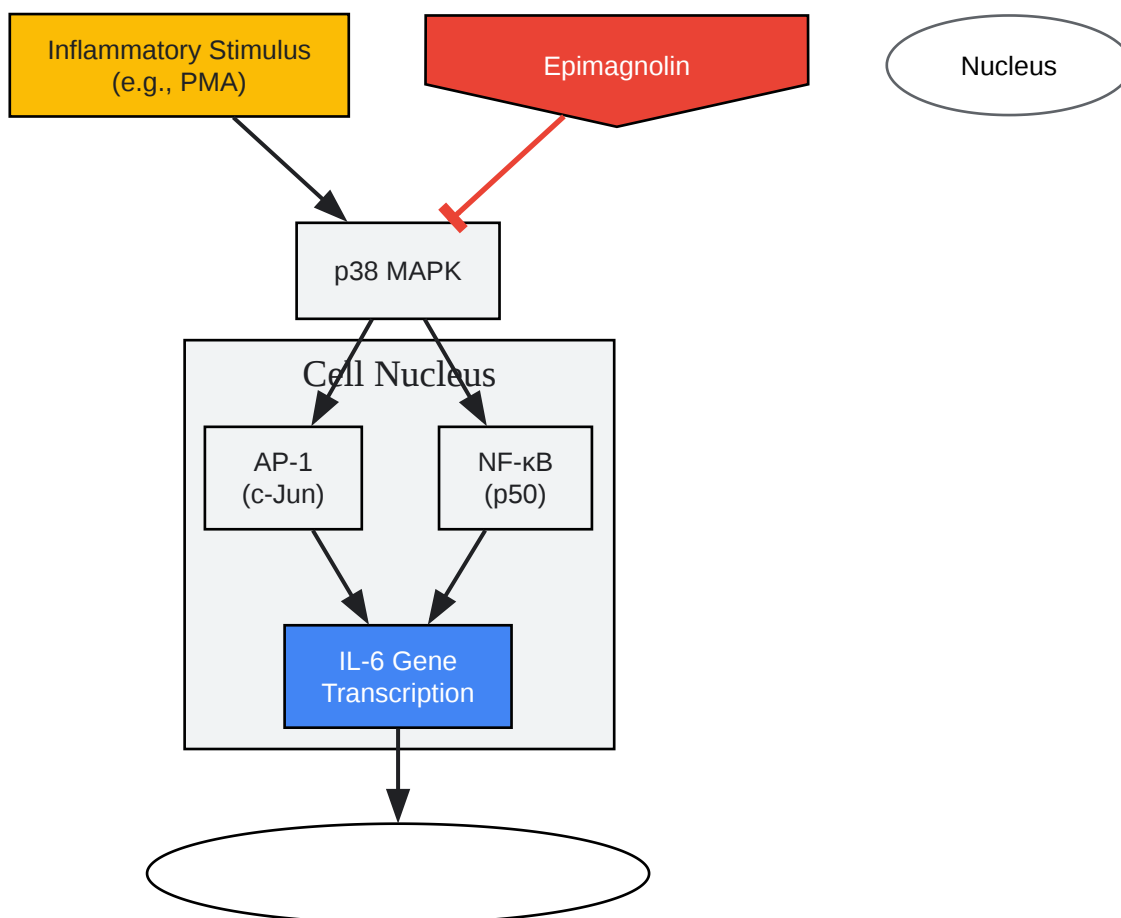 Inflammatory Stimulus
(e.g., PMA)
Epimagnolin
Nucleus
p38 MAPK
Cell Nucleus
AP-1
(c-Jun)
NF-κB
(p50)
IL-6 Gene
Transcription